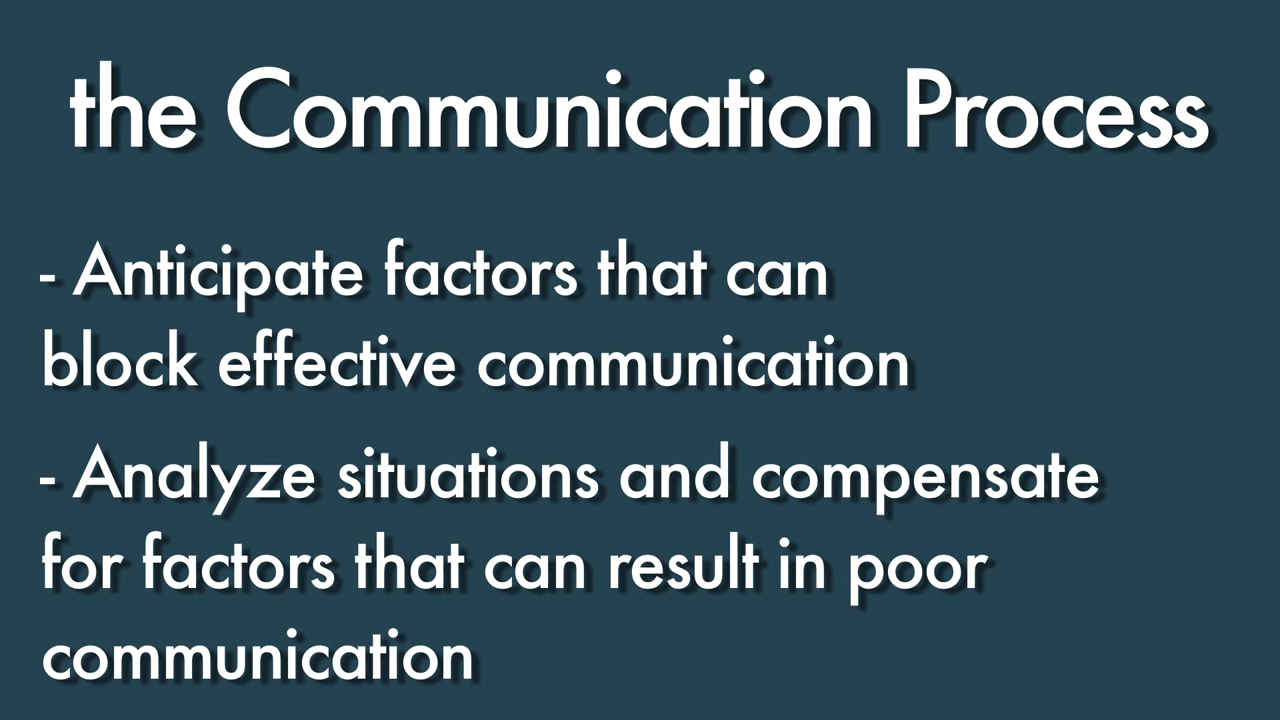 the Communication Process
- Anticipate factors that can
block effective communication
- Analyze situations and compensate
for factors that can result in poor
communication